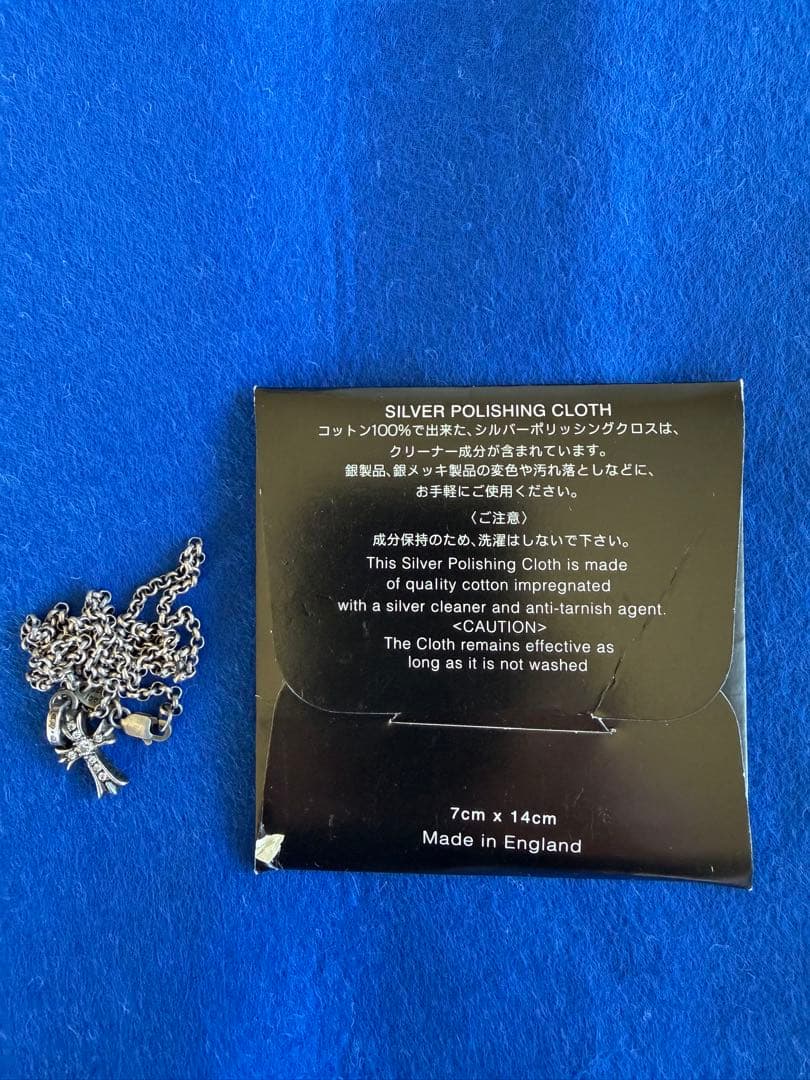 SILVER POLISHING CLOTH
コットン100%で出来た、シルバーポリッシングクロスは、
クリーナー成分が含まれています。
銀製品、銀メッキ製品の変色や汚れ落としなどに、
お手軽にご使用ください。
〈ご注意〉
成分保持のため、洗濯はしないで下さい。
This Silver Polishing Cloth is made
of quality cotton impregnated
with a silver cleaner and anti-tarnish agent.
<CAUTION>
The Cloth remains effective as
long as it is not washed
7cm x 14cm
Made in England